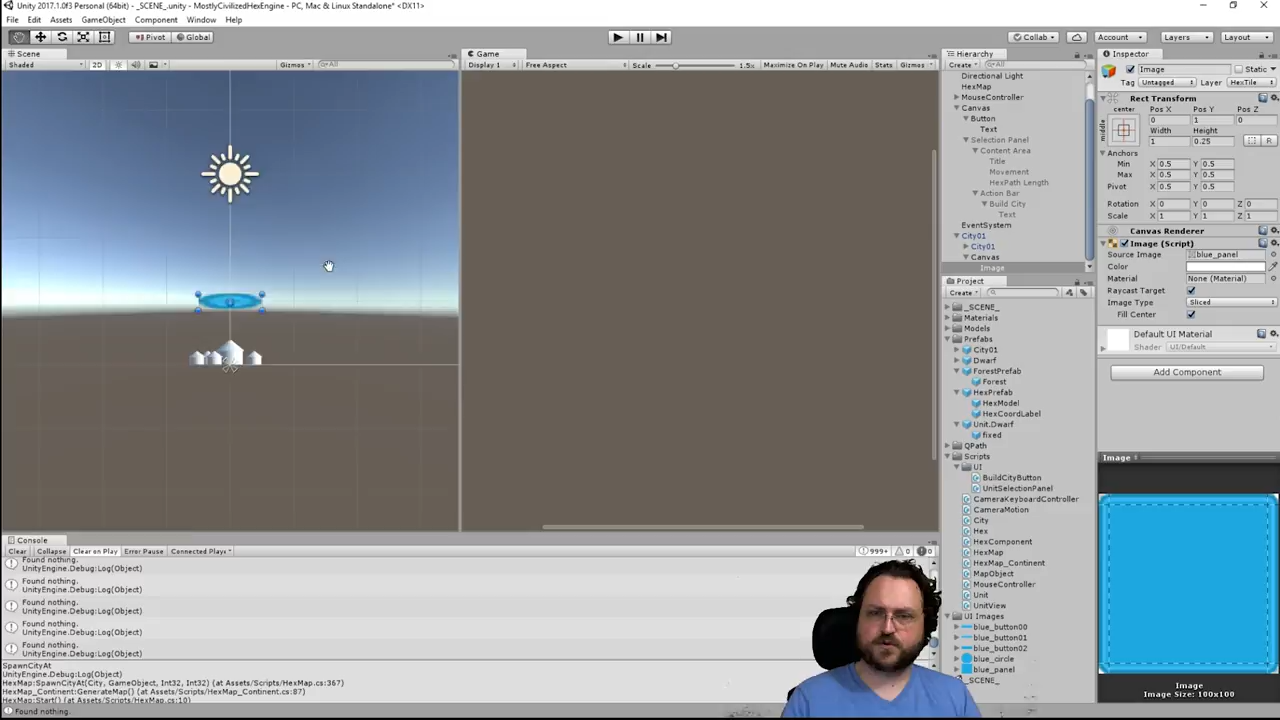 Unity 2017.1.0f3 Personal (64bit) - _SCENE_.unity - MostlyCivilizedHexEngine - PC, Mac & Linux Standalone* <DX11>
File Edit Assets GameObject Component Window Help
Pivot Global Collab Account Layers Layout
Scene
Shaded 2D Gizmos All
Game
Display 1 Free Aspect Scale 1.5x Maximize On Play Mute Audio Stats Gizmos
Hierarchy
Create All
Directional Light
HexMap
MouseController
Canvas
Button
Text
Selection Panel
Content Area
Title
Movement
HexPath Length
Action Bar
Build City
Text
EventSystem
City01
City01
Canvas
Image
Project
Create
_SCENE_
Materials
Models
Prefabs
City01
Dwarf
ForestPrefab
Forest
HexPrefab
HexModel
HexCoordLabel
Unit.Dwarf
fixed
QPath
Scripts
UI
BuildCityButton
UnitSelectionPanel
CameraKeyboardController
CameraMotion
City
Hex
HexComponent
HexMap
HexMap_Continent
MapObject
MouseController
Unit
UnitView
UI Images
blue_button00
blue_button01
blue_button02
blue_circle
blue_panel
_SCENE_
Inspector
Image Static
Tag Untagged Layer HexTile
Rect Transform
center Pos X Pos Y Pos Z
middle 0 1 0
Width Height
1 0.25 R
Anchors
Min X 0.5 Y 0.5
Max X 0.5 Y 0.5
Pivot X 0.5 Y 0.5
Rotation X 0 Y 0 Z 0
Scale X 1 Y 1 Z 1
Canvas Renderer
Image (Script)
Source Image blue_panel
Color
Material None (Material)
Raycast Target
Image Type Sliced
Fill Center
Default UI Material
Shader UI/Default
Add Component
Image
Image
Image Size: 100x100
Console
Clear Collapse Clear on Play Error Pause Connected Players 999+ 0 0
Found nothing.
UnityEngine.Debug:Log(Object)
Found nothing.
UnityEngine.Debug:Log(Object)
Found nothing.
UnityEngine.Debug:Log(Object)
Found nothing.
UnityEngine.Debug:Log(Object)
Found nothing.
UnityEngine.Debug:Log(Object)
SpawnCityAt
UnityEngine.Debug:Log(Object)
HexMap:SpawnCityAt(City, GameObject, Int32, Int32) (at Assets/Scripts/HexMap.cs:367)
HexMap_Continent:GenerateMap() (at Assets/Scripts/HexMap_Continent.cs:87)
HexMap:Start() (at Assets/Scripts/HexMap.cs:10)
Found nothing.